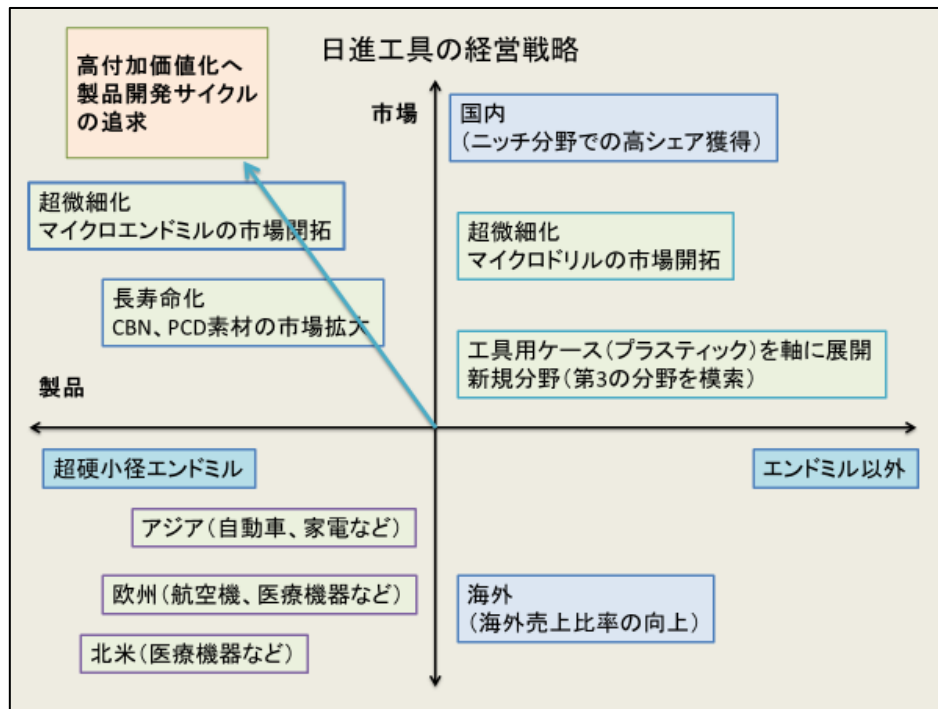 日進工具の経営戦略
高付加価値化へ
製品開発サイクル
の追求
市場
国内
(ニッチ分野での高シェア獲得)
超微細化
マイクロエンドミルの市場開拓
超微細化
マイクロドリルの市場開拓
長寿命化
CBN、PCD素材の市場拡大
工具用ケース(プラスティック)を軸に展開
新規分野(第3の分野を模索)
製品
超硬小径エンドミル
エンドミル以外
アジア(自動車、家電など)
欧州(航空機、医療機器など)
北米(医療機器など)
海外
(海外売上比率の向上)